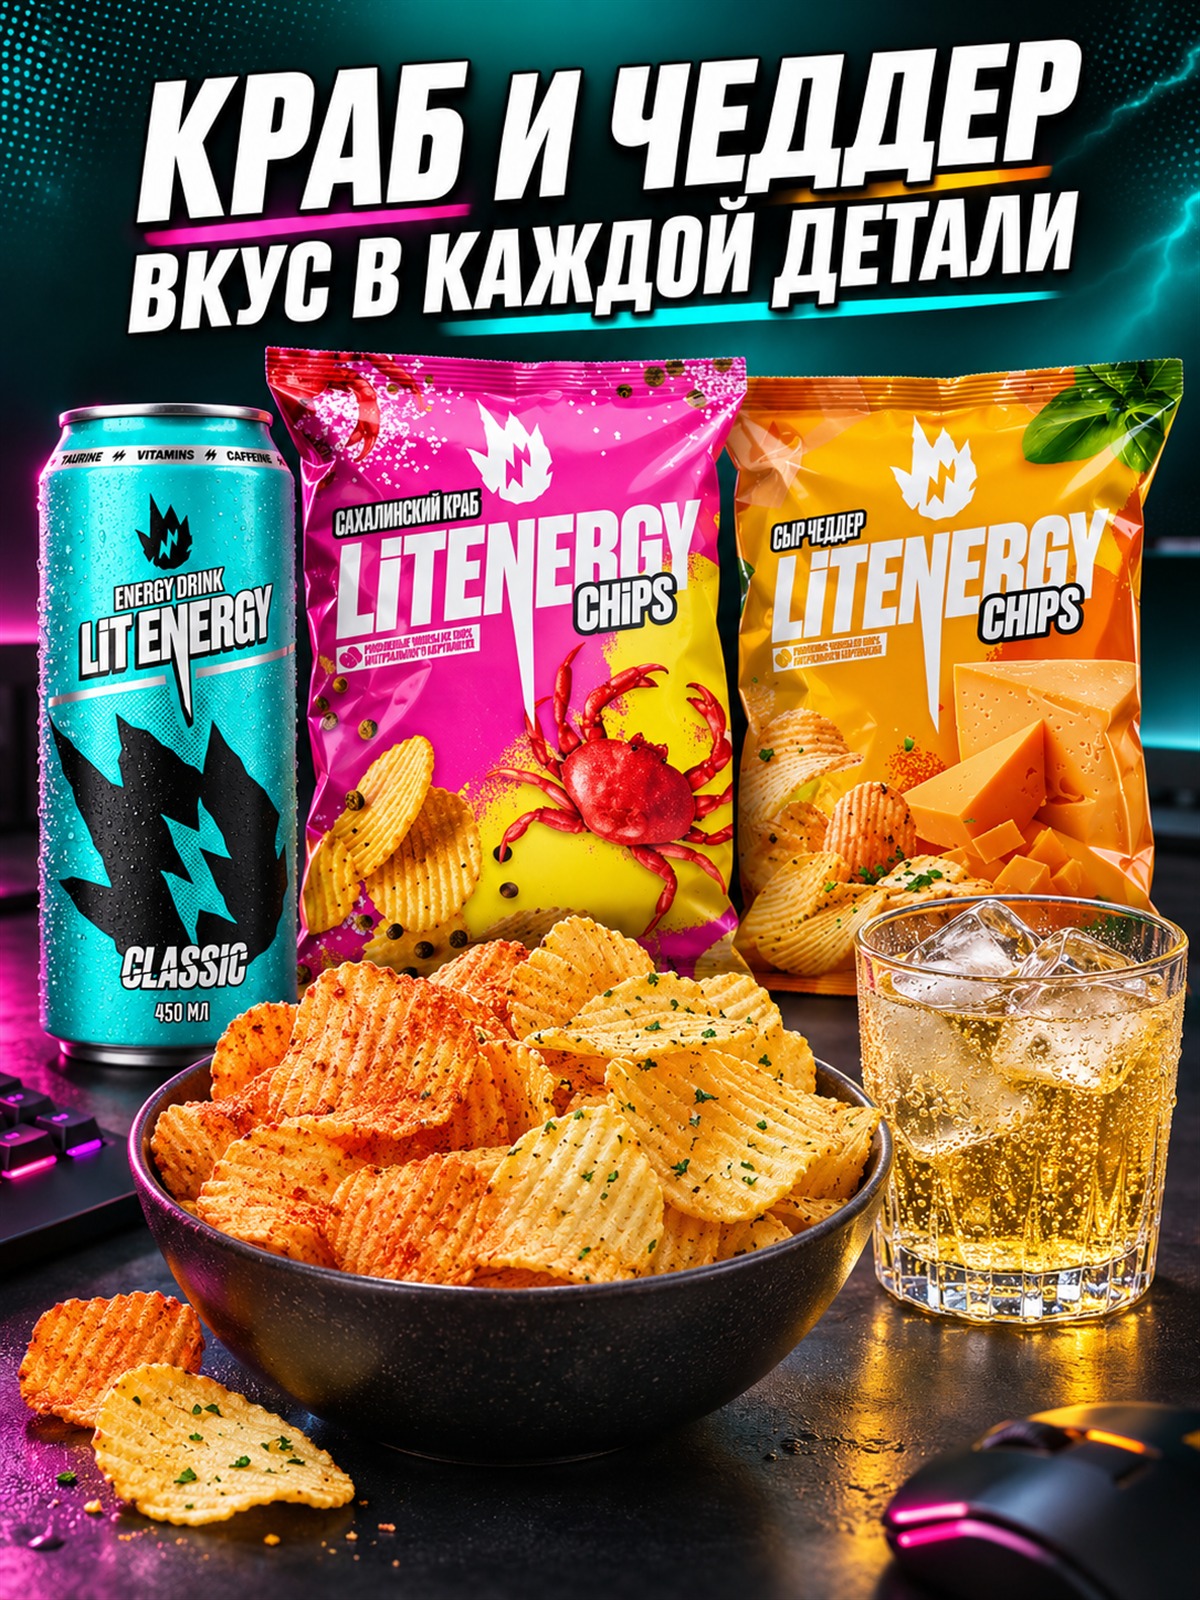 КРАБ И ЧЕДДЕР
ВКУС В КАЖДОЙ ДЕТАЛИ
TAURINE VITAMINS CAFFEINE
ENERGY DRINK
LiT ENERGY
CLASSIC
450 МЛ
САХАЛИНСКИЙ КРАБ
LiTENERGY
CHiPS
СЫР ЧЕДДЕР
LiTENERGY
CHIPS